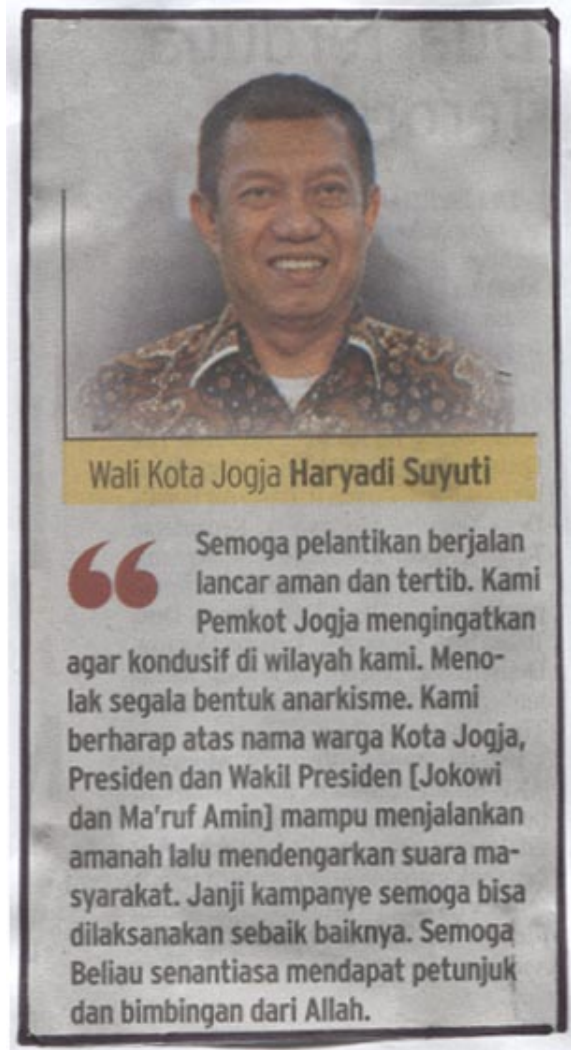 Wali Kota Jogja Haryadi Suyuti
Semoga pelantikan berjalan
lancar aman dan tertib. Kami
Pemkot Jogja mengingatkan
agar kondusif di wilayah kami. Meno-
lak segala bentuk anarkisme. Kami
berharap atas nama warga Kota Jogja,
Presiden dan Wakil Presiden [Jokowi
dan Ma'ruf Amin] mampu menjalankan
amanah lalu mendengarkan suara ma-
syarakat. Janji kampanye semoga bisa
dilaksanakan sebaik baiknya. Semoga
Beliau senantiasa mendapat petunjuk
dan bimbingan dari Allah.